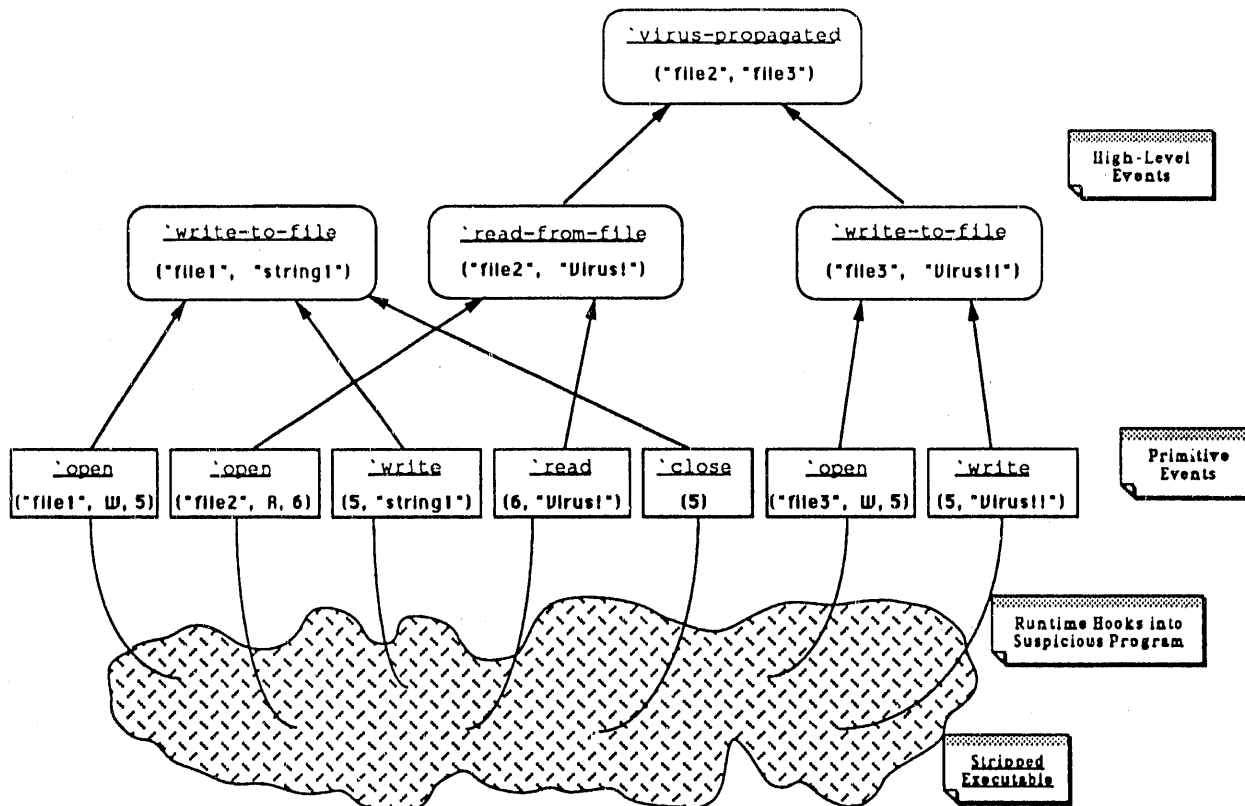 `virus-propagated
("file2", "file3")
High-Level
Events
`write-to-file
("file1", "string1")
`read-from-file
("file2", "Virus!")
`write-to-file
("file3", "Virus!!")
`open
("file1", W, 5)
`open
("file2", R, 6)
`write
(5, "string1")
`read
(6, "Virus!")
`close
(5)
`open
("file3", W, 5)
`write
(5, "Virus!!")
Primitive
Events
Runtime Hooks into
Suspicious Program
Stripped
Executable